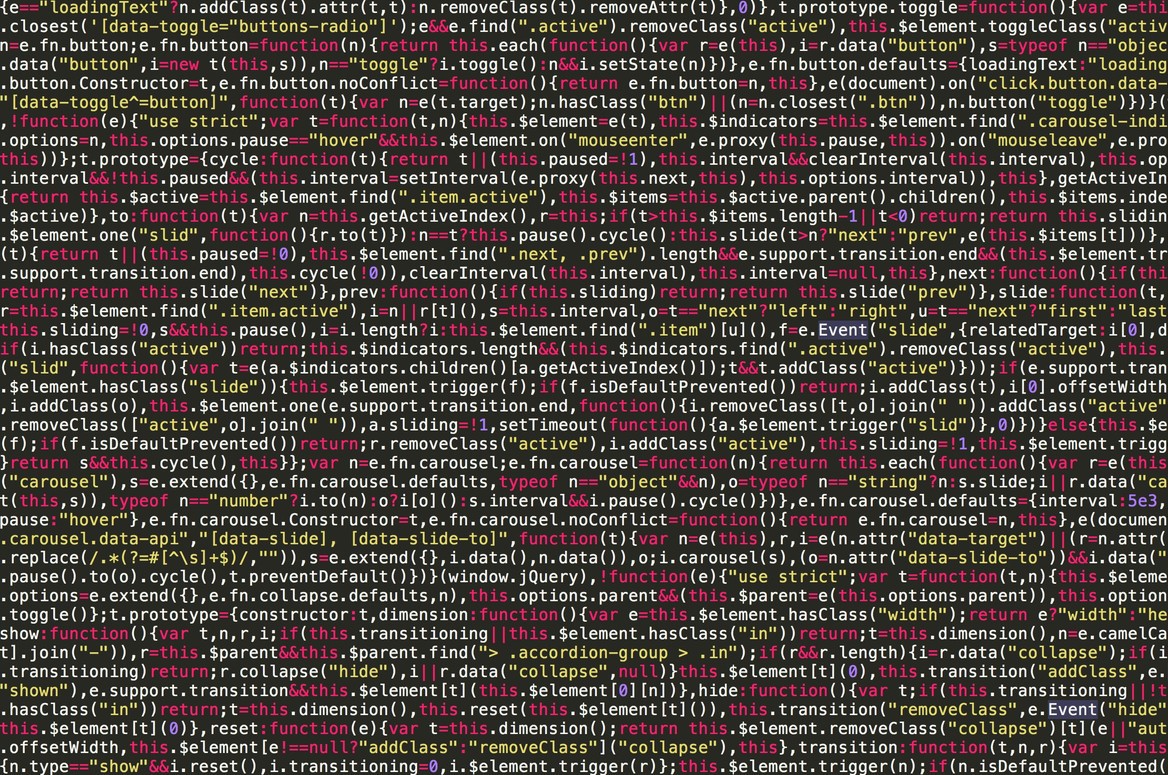 {e=="loadingText"?n.addClass(t).attr(t,t):n.removeClass(t).removeAttr(t)},0)},t.prototype.toggle=function(){var e=thi
.closest('[data-toggle="buttons-radio"]');e&&e.find(".active").removeClass("active"),this.$element.toggleClass("activ
n=e.fn.button;e.fn.button=function(n){return this.each(function(){var r=e(this),i=r.data("button"),s=typeof n=="objec
.data("button",i=new t(this,s)),n=="toggle"?i.toggle():n&&i.setState(n)})},e.fn.button.defaults={loadingText:"loading
.button.Constructor=t,e.fn.button.noConflict=function(){return e.fn.button=n,this},e(document).on("click.button.data-
"[data-toggle^=button]",function(t){var n=e(t.target);n.hasClass("btn")||(n=n.closest(".btn")),n.button("toggle")})}(
,!function(e){"use strict";var t=function(t,n){this.$element=e(t),this.$indicators=this.$element.find(".carousel-indi
.options=n,this.options.pause=="hover"&&this.$element.on("mouseenter",e.proxy(this.pause,this)).on("mouseleave",e.pro
this))};t.prototype={cycle:function(t){return t||(this.paused=!1),this.interval&&clearInterval(this.interval),this.op
.interval&&!this.paused&&(this.interval=setInterval(e.proxy(this.next,this),this.options.interval)),this},getActiveIn
{return this.$active=this.$element.find(".item.active"),this.$items=this.$active.parent().children(),this.$items.inde
.$active)},to:function(t){var n=this.getActiveIndex(),r=this;if(t>this.$items.length-1||t<0)return;return this.slidin
.$element.one("slid",function(){r.to(t)}):n==t?this.pause().cycle():this.slide(t>n?"next":"prev",e(this.$items[t]))},
(t){return t||(this.paused=!0),this.$element.find(".next, .prev").length&&e.support.transition.end&&(this.$element.tr
.support.transition.end),this.cycle(!0)),clearInterval(this.interval),this.interval=null,this},next:function(){if(thi
return;return this.slide("next")},prev:function(){if(this.sliding)return;return this.slide("prev")},slide:function(t,
r=this.$element.find(".item.active"),i=n||r[t](),s=this.interval,o=t=="next"?"left":"right",u=t=="next"?"first":"last
this.sliding=!0,s&&this.pause(),i=i.length?i:this.$element.find(".item")[u](),f=e.Event("slide",{relatedTarget:i[0],d
if(i.hasClass("active"))return;this.$indicators.length&&(this.$indicators.find(".active").removeClass("active"),this.
("slid",function(){var t=e(a.$indicators.children()[a.getActiveIndex()]);t&&t.addClass("active")}));if(e.support.tran
.$element.hasClass("slide")){this.$element.trigger(f);if(f.isDefaultPrevented())return;i.addClass(t),i[0].offsetWidth
,i.addClass(o),this.$element.one(e.support.transition.end,function(){i.removeClass([t,o].join(" ")).addClass("active"
.removeClass(["active",o].join(" ")),a.sliding=!1,setTimeout(function(){a.$element.trigger("slid")},0)})}else{this.$e
(f);if(f.isDefaultPrevented())return;r.removeClass("active"),i.addClass("active"),this.sliding=!1,this.$element.trigg
}return s&&this.cycle(),this}};var n=e.fn.carousel;e.fn.carousel=function(n){return this.each(function(){var r=e(this
("carousel"),s=e.extend({},e.fn.carousel.defaults,typeof n=="object"&&n),o=typeof n=="string"?n:s.slide;i||r.data("ca
t(this,s)),typeof n=="number"?i.to(n):o?i[o]():s.interval&&i.pause().cycle()})},e.fn.carousel.defaults={interval:5e3,
pause:"hover"},e.fn.carousel.Constructor=t,e.fn.carousel.noConflict=function(){return e.fn.carousel=n,this},e(documen
.carousel.data-api","[data-slide], [data-slide-to]",function(t){var n=e(this),r,i=e(n.attr("data-target")||(r=n.attr(
.replace(/.*(?=#[^\s]+$)/,"")),s=e.extend({},i.data(),n.data()),o;i.carousel(s),(o=n.attr("data-slide-to"))&&i.data("
.pause().to(o).cycle(),t.preventDefault()})}(window.jQuery),!function(e){"use strict";var t=function(t,n){this.$eleme
.options=e.extend({},e.fn.collapse.defaults,n),this.options.parent&&(this.$parent=e(this.options.parent)),this.option
.toggle()};t.prototype={constructor:t,dimension:function(){var e=this.$element.hasClass("width");return e?"width":"he
show:function(){var t,n,r,i;if(this.transitioning||this.$element.hasClass("in"))return;t=this.dimension(),n=e.camelCa
t].join("-")),r=this.$parent&&this.$parent.find("> .accordion-group > .in");if(r&&r.length){i=r.data("collapse");if(i
.transitioning)return;r.collapse("hide"),i||r.data("collapse",null)}this.$element[t](0),this.transition("addClass",e.
"shown"),e.support.transition&&this.$element[t](this.$element[0][n])},hide:function(){var t;if(this.transitioning||!t
.hasClass("in"))return;t=this.dimension(),this.reset(this.$element[t]()),this.transition("removeClass",e.Event("hide"
this.$element[t](0)},reset:function(e){var t=this.dimension();return this.$element.removeClass("collapse")[t](e||"aut
.offsetWidth,this.$element[e!==null?"addClass":"removeClass"]("collapse"),this},transition:function(t,n,r){var i=this
{n.type=="show"&&i.reset(),i.transitioning=0,i.$element.trigger(r)};this.$element.trigger(n);if(n.isDefaultPrevented(